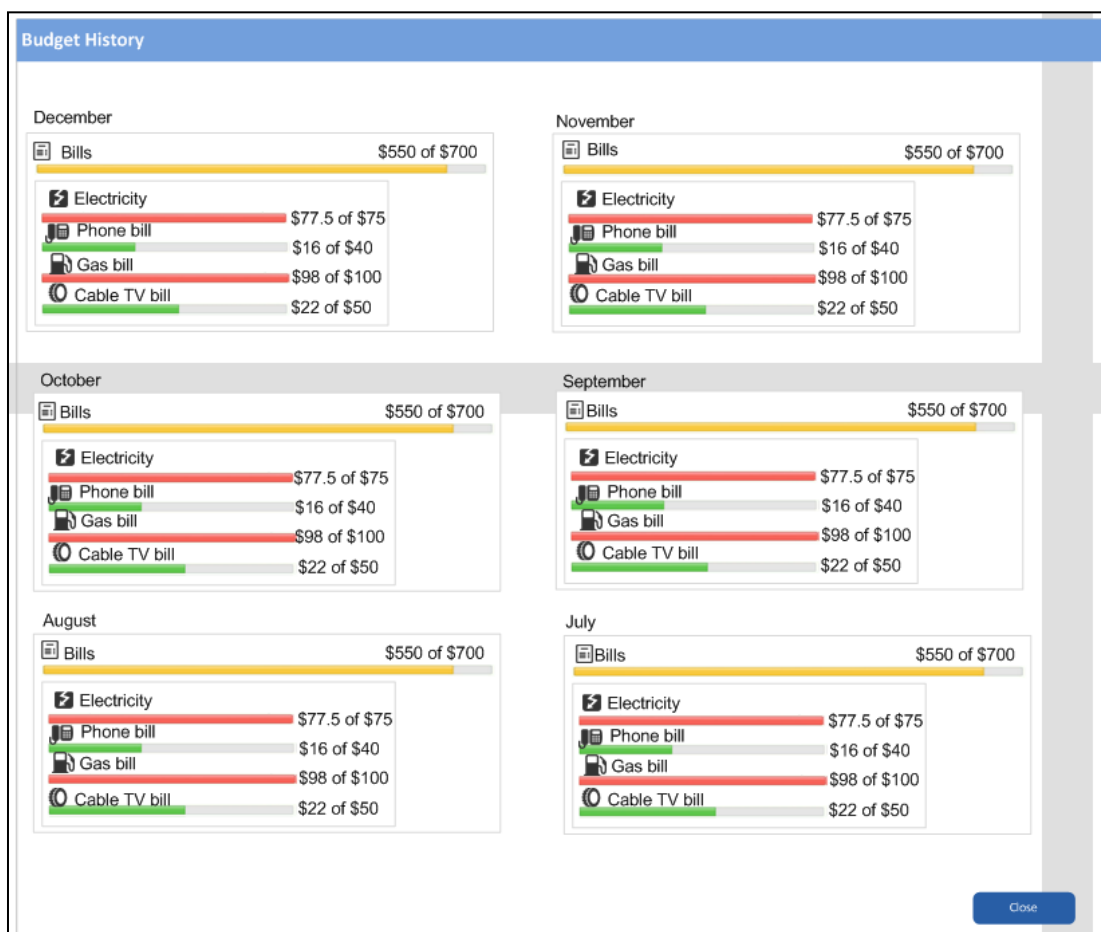 Budget History
December
Bills $550 of $700
Electricity
$77.5 of $75
Phone bill
$16 of $40
Gas bill
$98 of $100
Cable TV bill
$22 of $50
November
Bills $550 of $700
Electricity
$77.5 of $75
Phone bill
$16 of $40
Gas bill
$98 of $100
Cable TV bill
$22 of $50
October
Bills $550 of $700
Electricity
$77.5 of $75
Phone bill
$16 of $40
Gas bill
$98 of $100
Cable TV bill
$22 of $50
September
Bills $550 of $700
Electricity
$77.5 of $75
Phone bill
$16 of $40
Gas bill
$98 of $100
Cable TV bill
$22 of $50
August
Bills $550 of $700
Electricity
$77.5 of $75
Phone bill
$16 of $40
Gas bill
$98 of $100
Cable TV bill
$22 of $50
July
Bills $550 of $700
Electricity
$77.5 of $75
Phone bill
$16 of $40
Gas bill
$98 of $100
Cable TV bill
$22 of $50
Close